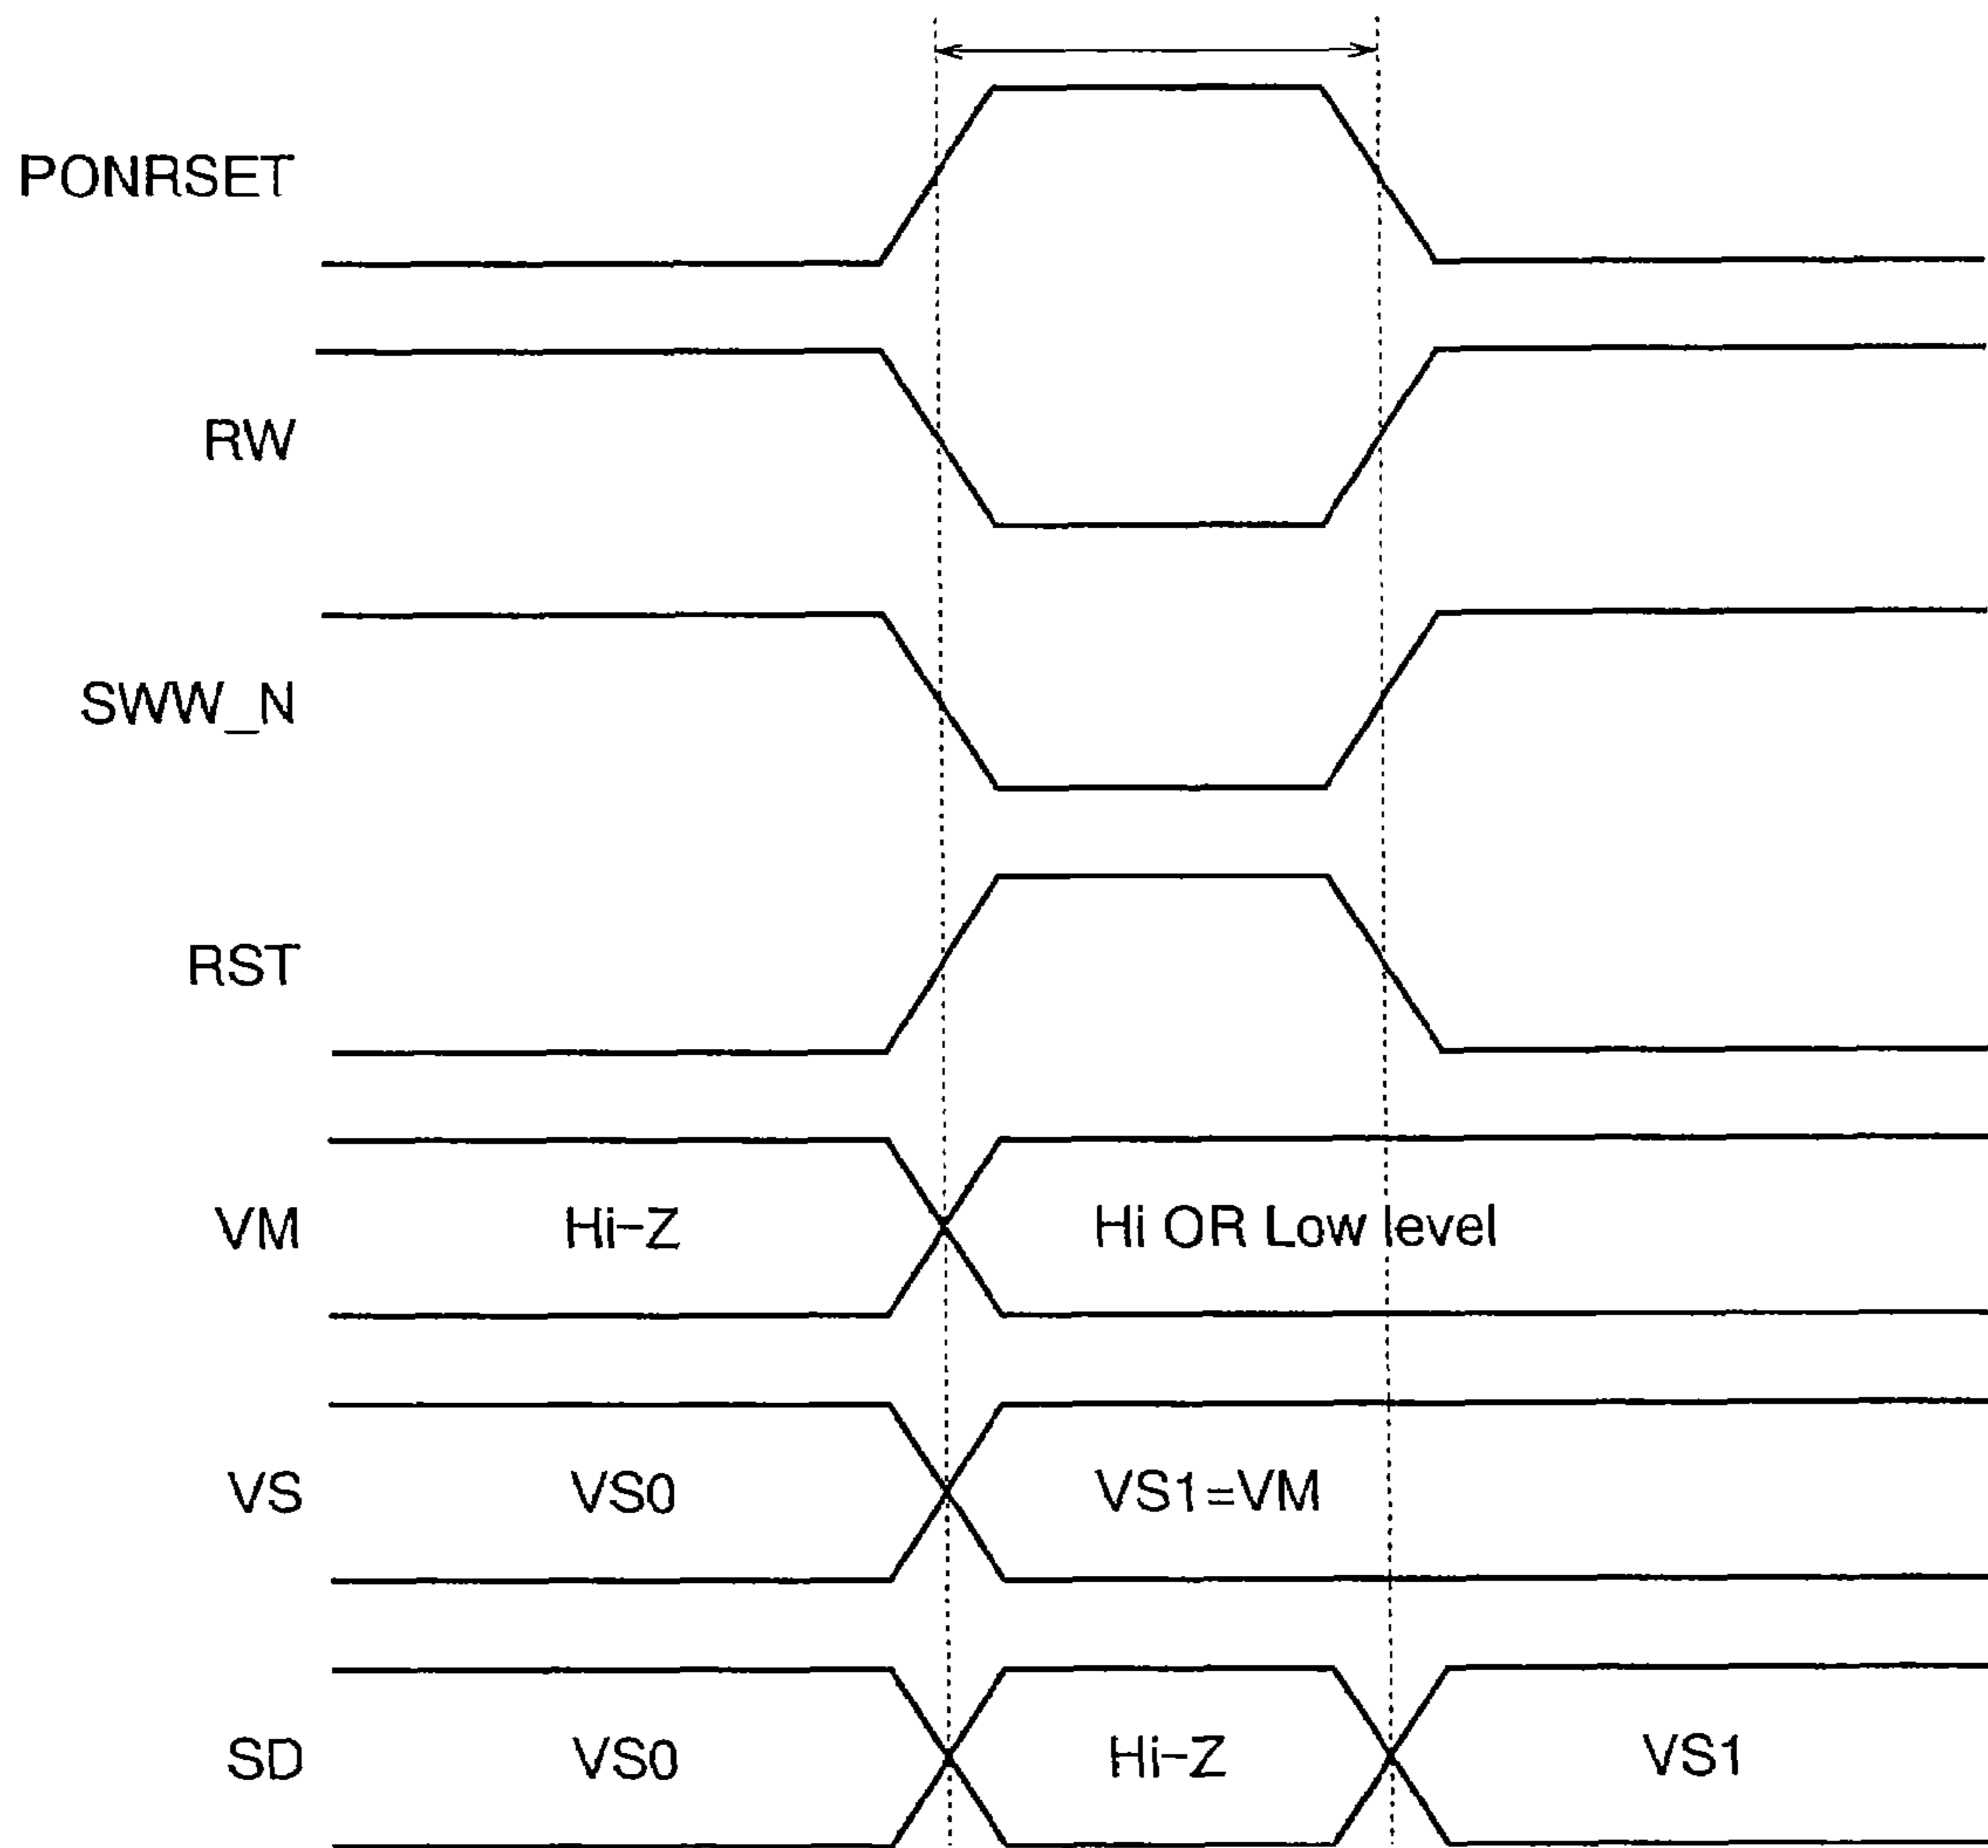 PONRSET
RW
SWW_N
RST
VM Hi-Z Hi OR Low level
VS VS0 VS1=VM
SD VS0 Hi-Z VS1